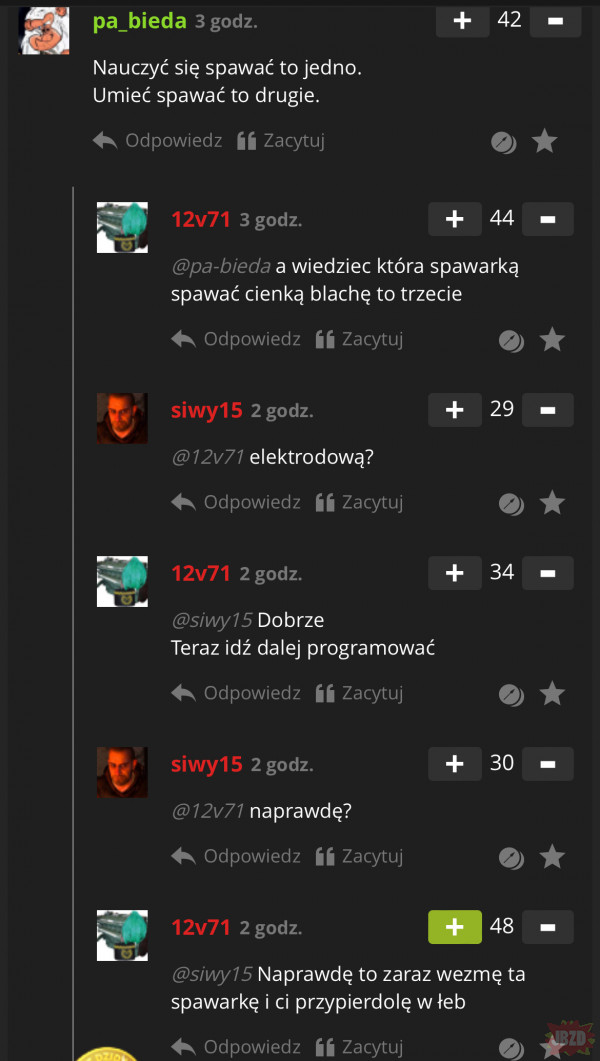 pa_bieda 3 godz. + 42 -
Nauczyć się spawać to jedno.
Umieć spawać to drugie.
Odpowiedz Zacytuj
12v71 3 godz. + 44 -
@pa-bieda a wiedziec która spawarką
spawać cienką blachę to trzecie
Odpowiedz Zacytuj
siwy15 2 godz. + 29 -
@12v71 elektrodową?
Odpowiedz Zacytuj
12v71 2 godz. + 34 -
@siwy15 Dobrze
Teraz idź dalej programować
Odpowiedz Zacytuj
siwy15 2 godz. + 30 -
@12v71 naprawdę?
Odpowiedz Zacytuj
12v71 2 godz. + 48 -
@siwy15 Naprawdę to zaraz wezmę ta
spawarkę i ci przypierdolę w łeb
Odpowiedz Zacytuj
JBZD